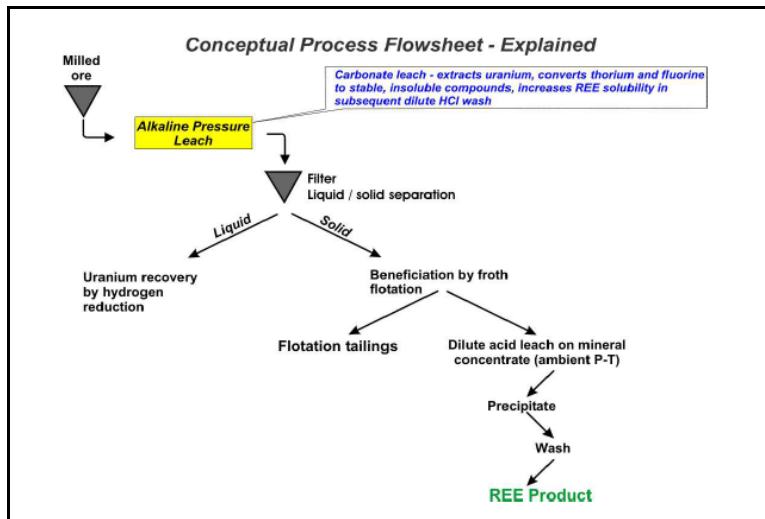 Conceptual Process Flowsheet - Explained
Milled
ore
Carbonate leach - extracts uranium, converts thorium and fluorine
to stable, insoluble compounds, increases REE solubility in
subsequent dilute HCl wash
Alkaline Pressure
Leach
Filter
Liquid / solid separation
Liquid
Solid
Uranium recovery
by hydrogen
reduction
Beneficiation by froth
flotation
Flotation tailings
Dilute acid leach on mineral
concentrate (ambient P-T)
Precipitate
Wash
REE Product